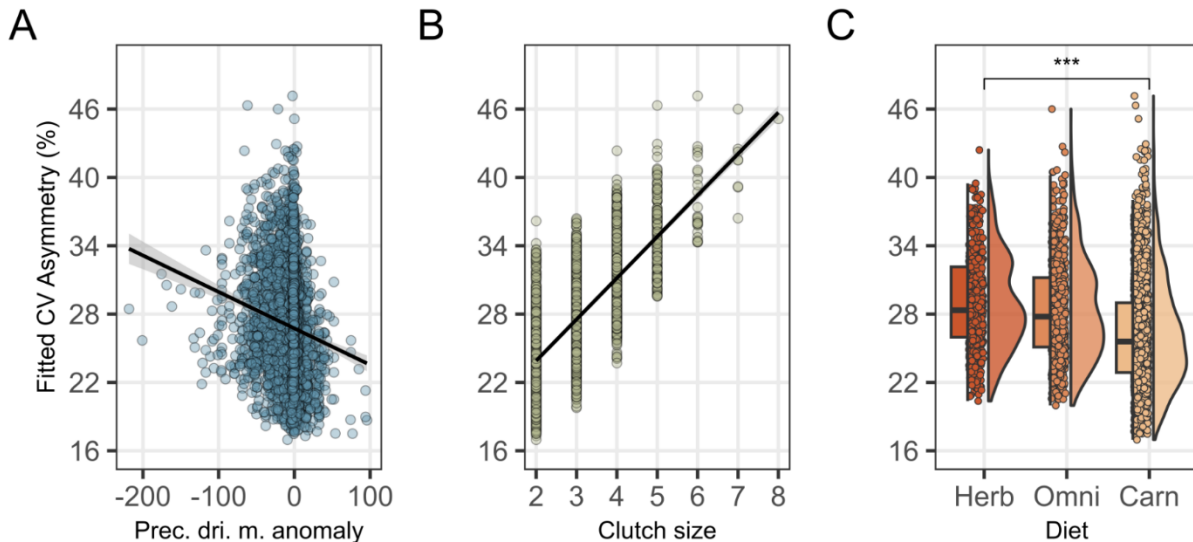 A
B
C
Fitted CV Asymmetry (%)
46
40
34
28
22
16
-200 -100 0 100
Prec. dri. m. anomaly
46
40
34
28
22
16
2 3 4 5 6 7 8
Clutch size
***
46
40
34
28
22
16
Herb Omni Carn
Diet